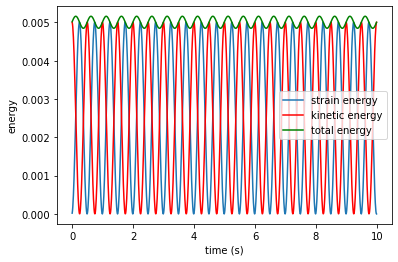 0.005
0.004
0.003
0.002
0.001
0.000
energy
strain energy
kinetic energy
total energy
0 2 4 6 8 10
time (s)